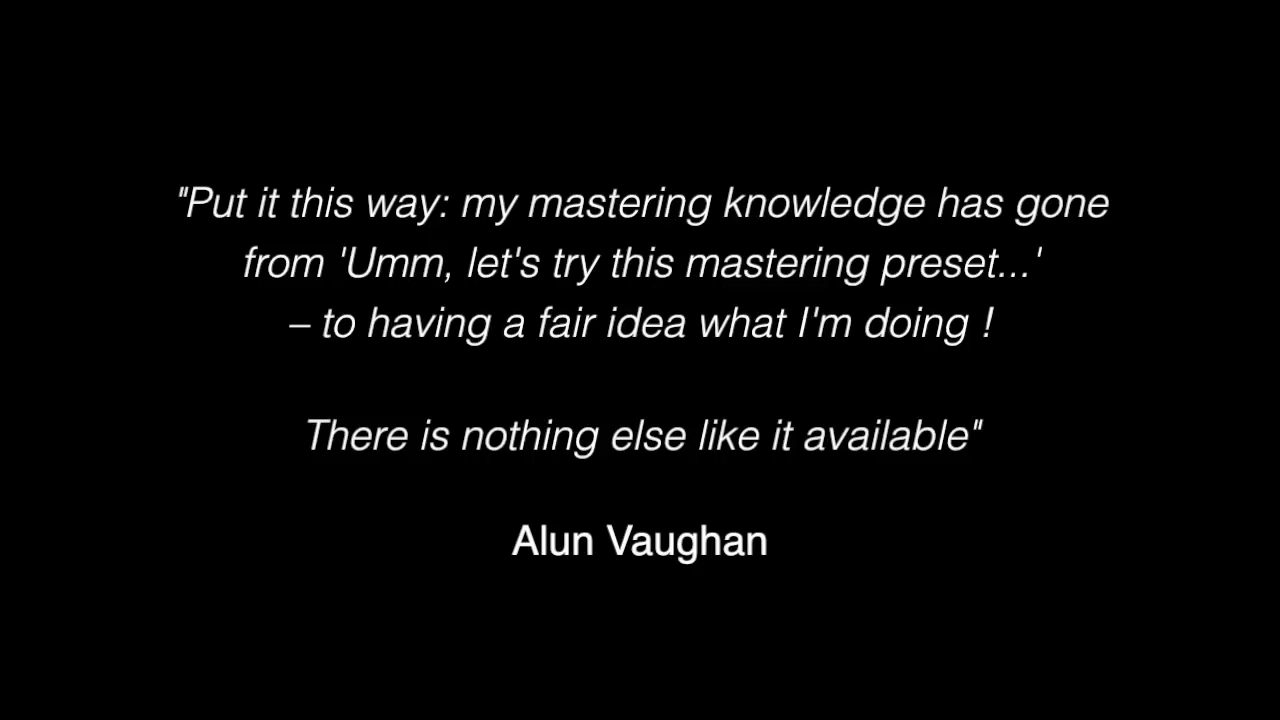 "Put it this way: my mastering knowledge has gone
from 'Umm, let's try this mastering preset...'
– to having a fair idea what I'm doing !
There is nothing else like it available"
Alun Vaughan